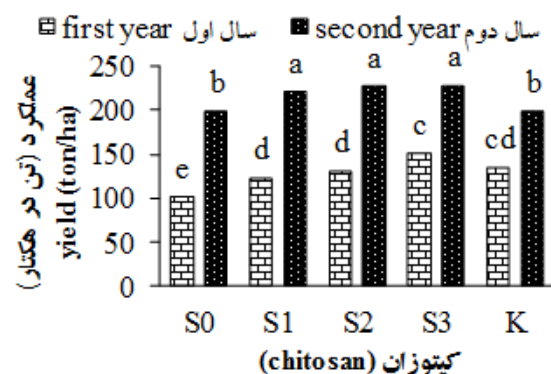 first year سال اول second year سال دوم
عملکرد (تن در هکتار)
yield (ton/ha)
250
200
150
100
50
0
e b d a d a c a cd b
S0 S1 S2 S3 K
کیتوزان (chitosan)